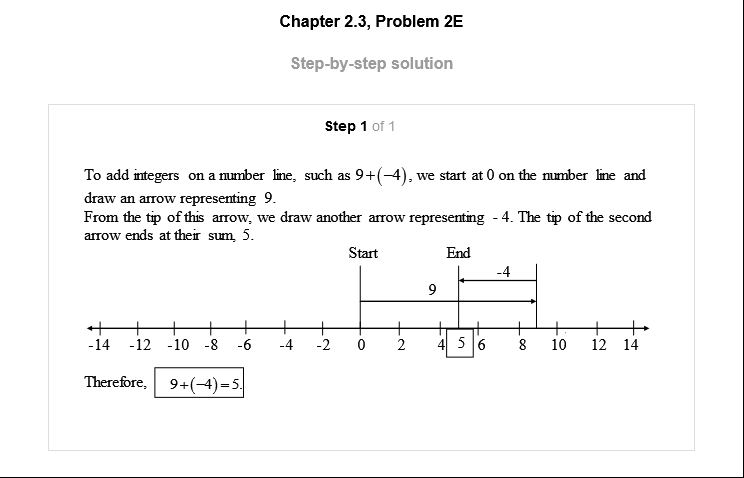 Chapter 2.3, Problem 2E
Step-by-step solution
Step 1 of 1
To add integers on a number line, such as 9+(−4), we start at 0 on the number line and
draw an arrow representing 9.
From the tip of this arrow, we draw another arrow representing - 4. The tip of the second
arrow ends at their sum, 5.
Start End
-4
9
-14 -12 -10 -8 -6 -4 -2 0 2 4 5 6 8 10 12 14
Therefore, 9+(−4)=5.